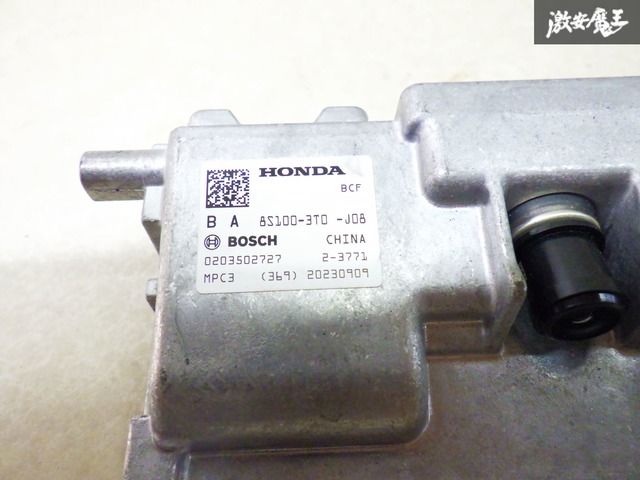 激安魔王
HONDA
BCF
B A 8S100-3T0 -J08
BOSCH CHINA
0203502727 2-3771
MPC3 (369) 20230909